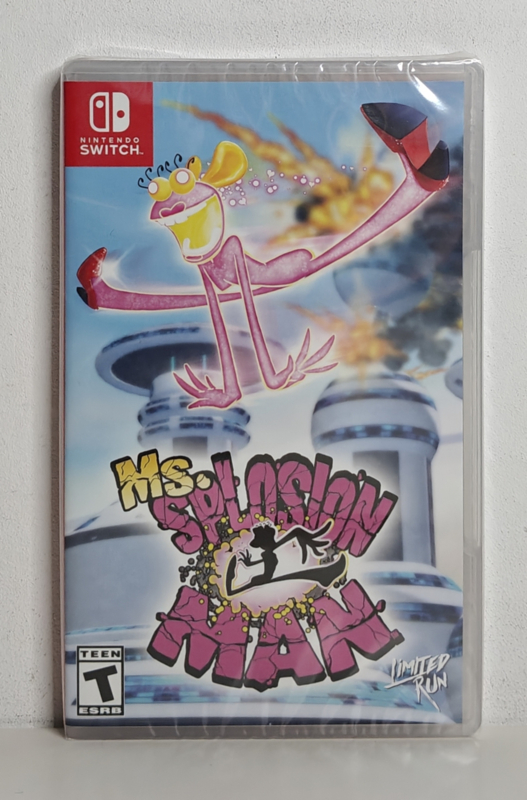 NINTENDO
SWITCH
Ms.
SPLOSION
MAN
TEEN
T
ESRB
LIMITED
RUN